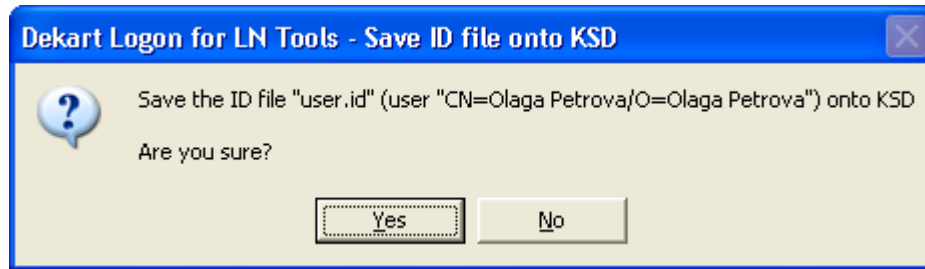 Dekart Logon for LN Tools - Save ID file onto KSD
Save the ID file "user.id" (user "CN=Olaga Petrova/O=Olaga Petrova") onto KSD
Are you sure?
Yes
No